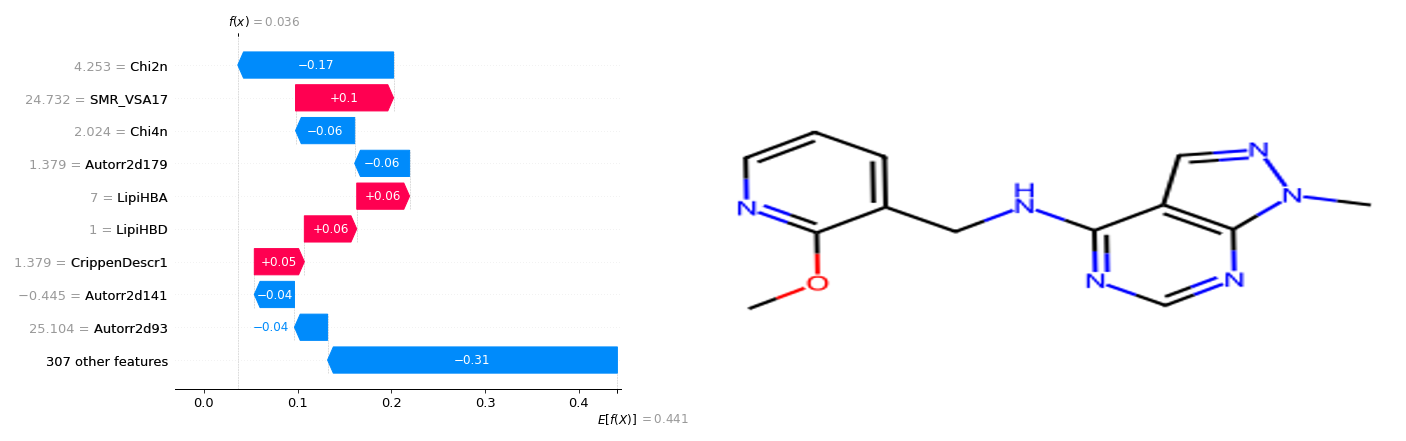 f(x) = 0.036
4.253 = Chi2n
−0.17
24.732 = SMR_VSA17
+0.1
2.024 = Chi4n
−0.06
1.379 = Autorr2d179
−0.06
7 = LipiHBA
+0.06
1 = LipiHBD
+0.06
1.379 = CrippenDescr1
+0.05
−0.445 = Autorr2d141
−0.04
25.104 = Autorr2d93
−0.04
307 other features
−0.31
0.0 0.1 0.2 0.3 0.4
E[f(X)] = 0.441
N
O
H
N
N
N
N
N